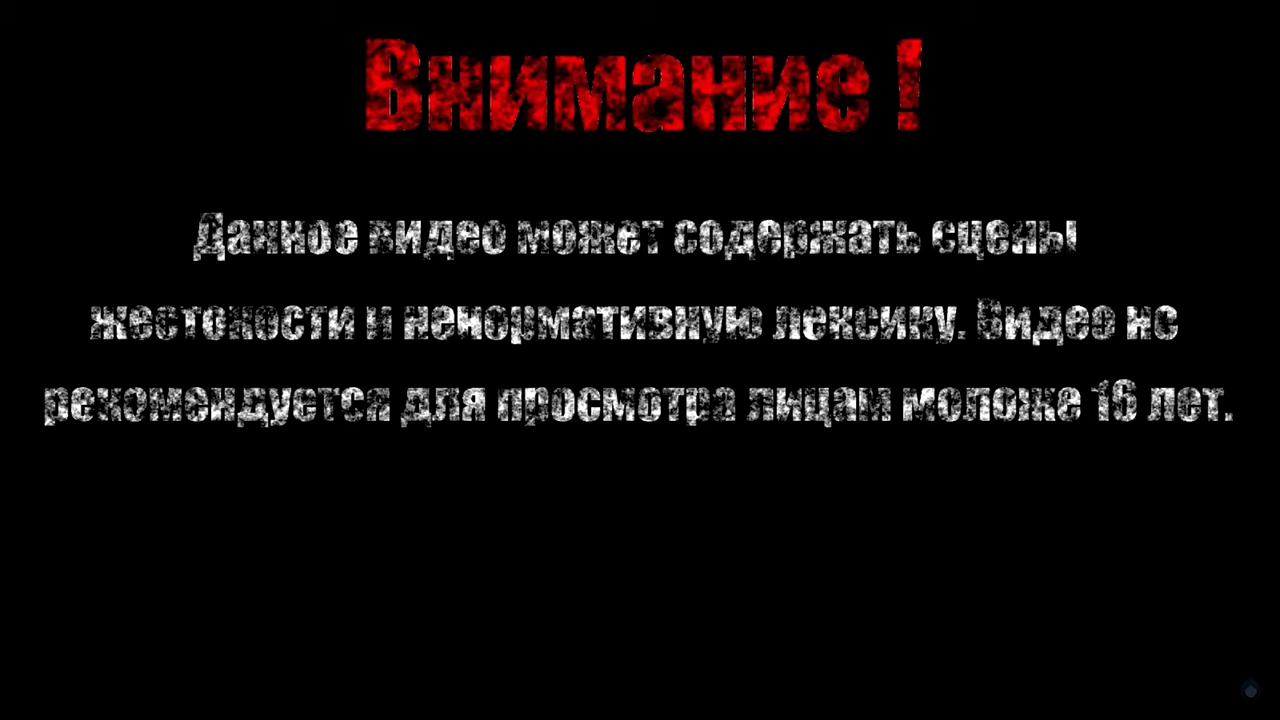 Внимание !
Данное видео может содержать сцены
жестокости и ненормативную лексику. Видео не
рекомендуется для просмотра лицам моложе 16 лет.